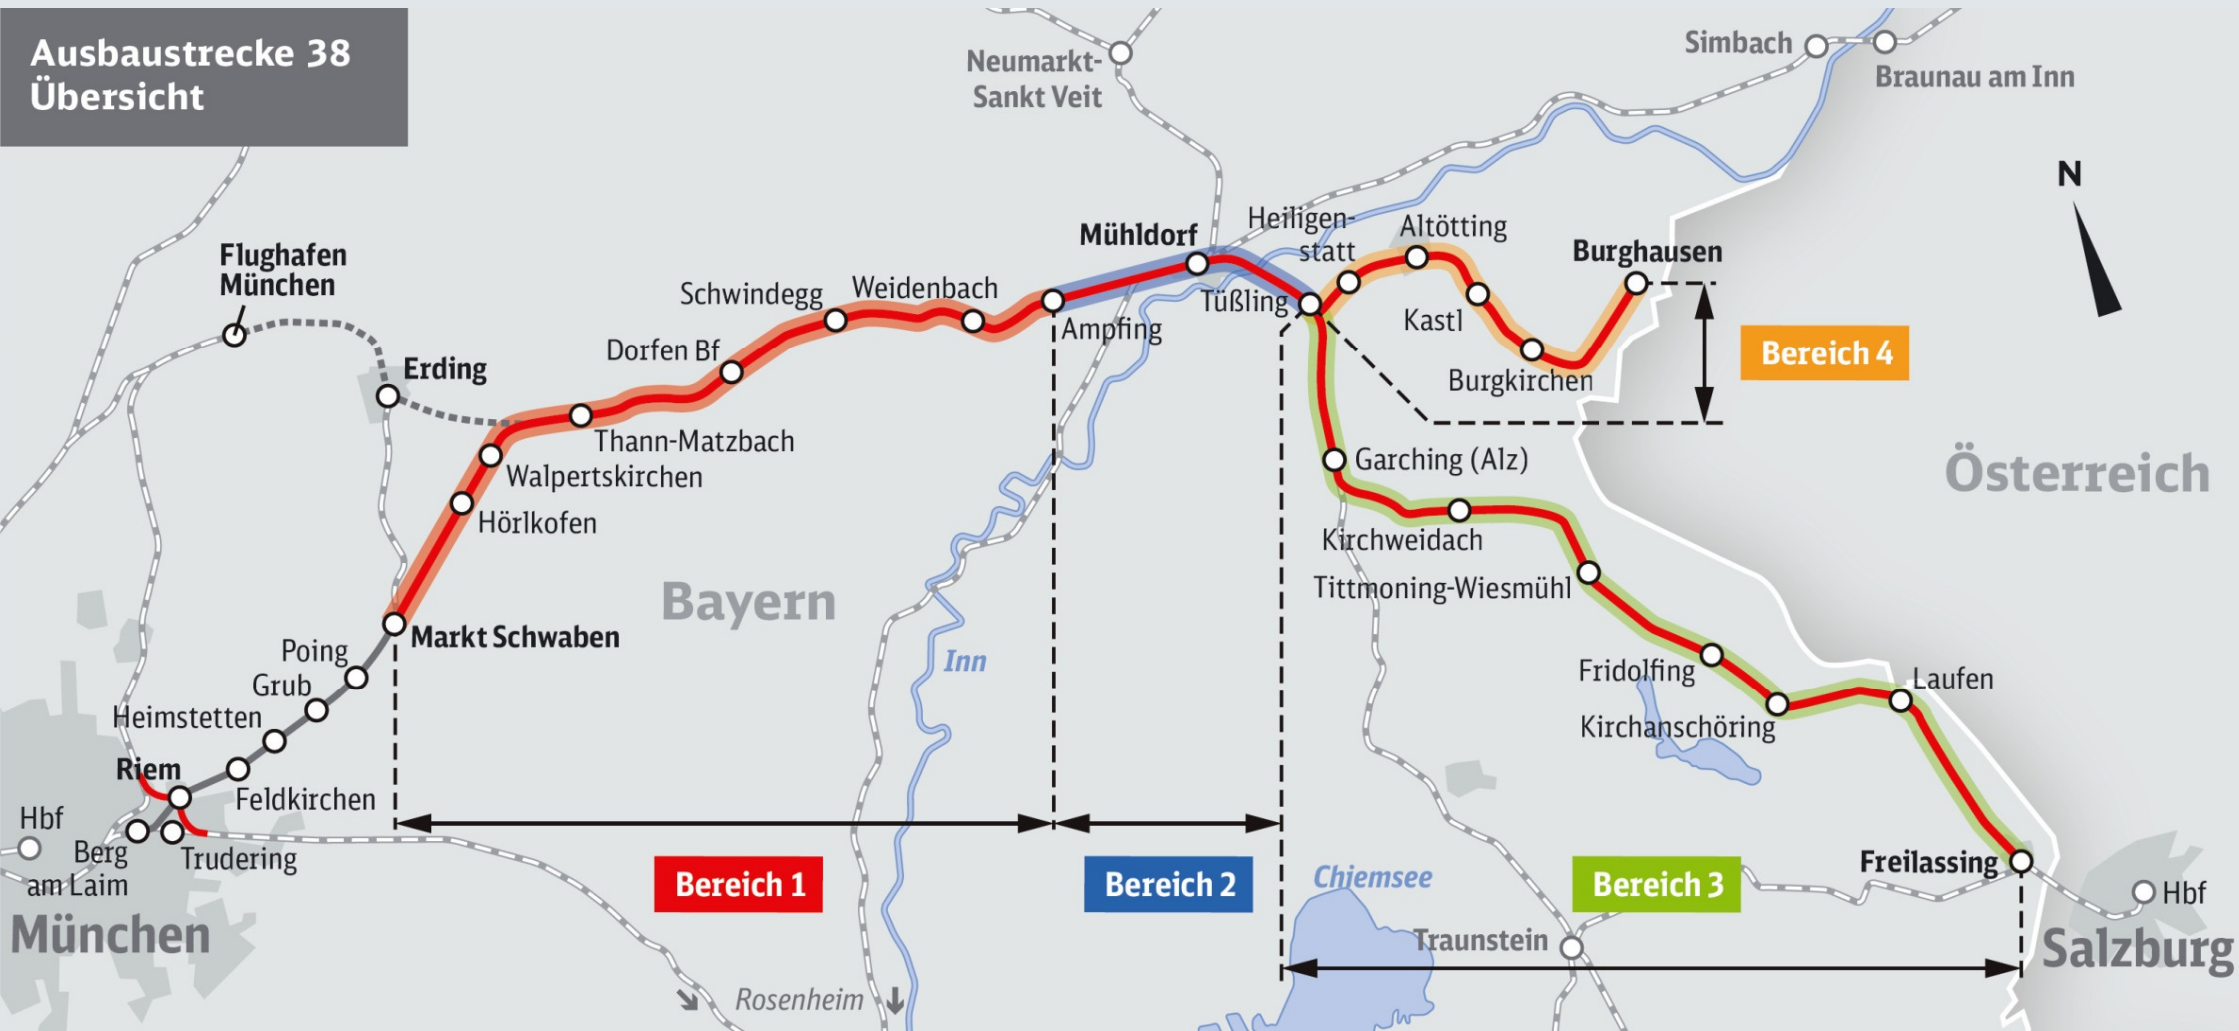 Ausbaustrecke 38
Übersicht
Neumarkt-
Sankt Veit
Simbach
Braunau am Inn
N
Flughafen
München
Erding
Schwindegg
Weidenbach
Mühldorf
Heiligen-
statt
Altötting
Burghausen
Dorfen Bf
Ampfing
Tüßling
Kastl
Burgkirchen
Bereich 4
Thann-Matzbach
Walpertskirchen
Hörlkofen
Garching (Alz)
Österreich
Kirchweidach
Tittmoning-Wiesmühl
Bayern
Markt Schwaben
Inn
Poing
Grub
Heimstetten
Fridolfing
Laufen
Kirchanschöring
Riem
Feldkirchen
Hbf
Berg
am Laim
Trudering
München
Bereich 1
Bereich 2
Chiemsee
Bereich 3
Freilassing
Hbf
Traunstein
Salzburg
Rosenheim